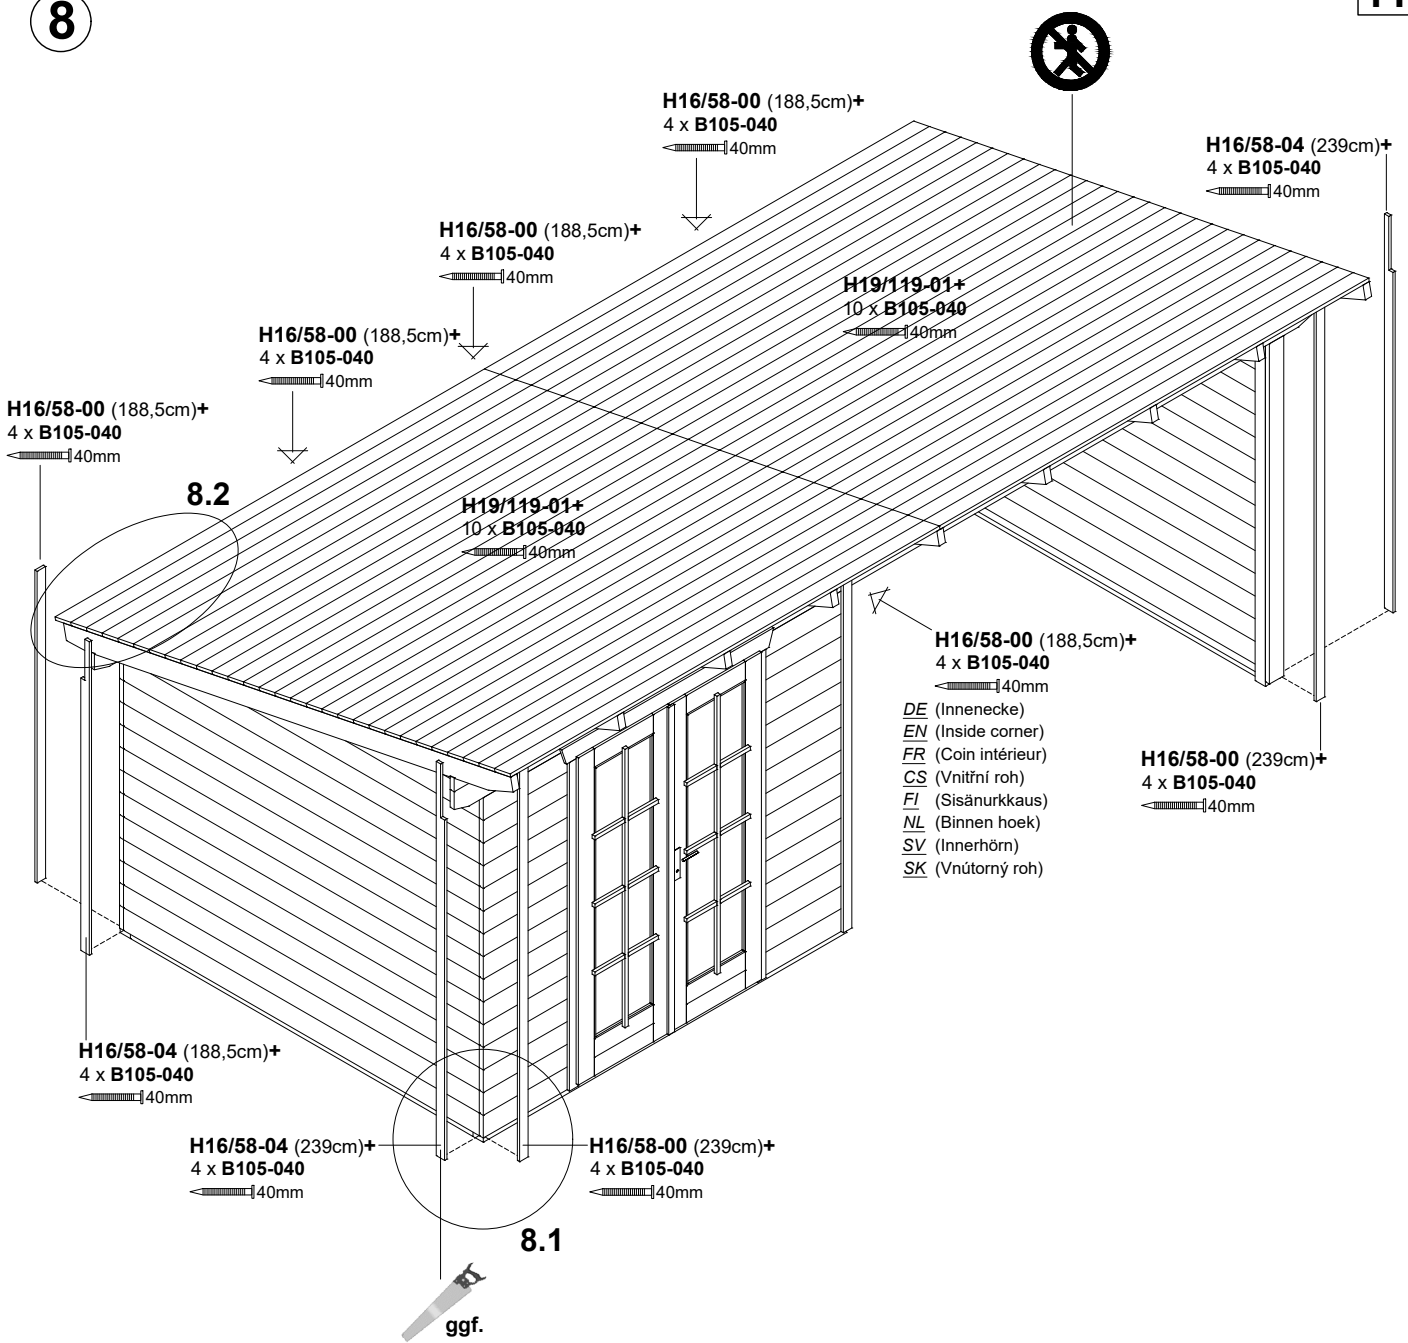 8
H16/58-00 (188,5cm)+
4 x B105-040
40mm
H16/58-04 (239cm)+
4 x B105-040
40mm
H16/58-00 (188,5cm)+
4 x B105-040
40mm
H19/119-01+
10 x B105-040
40mm
H16/58-00 (188,5cm)+
4 x B105-040
40mm
H16/58-00 (188,5cm)+
4 x B105-040
40mm
8.2
H19/119-01+
10 x B105-040
40mm
H16/58-00 (188,5cm)+
4 x B105-040
40mm
DE (Innenecke)
EN (Inside corner)
FR (Coin intérieur)
CS (Vnitřní roh)
FI (Sisänurkkaus)
NL (Binnen hoek)
SV (Innerhörn)
SK (Vnútorný roh)
H16/58-00 (239cm)+
4 x B105-040
40mm
H16/58-04 (188,5cm)+
4 x B105-040
40mm
H16/58-04 (239cm)+
4 x B105-040
40mm
H16/58-00 (239cm)+
4 x B105-040
40mm
8.1
ggf.